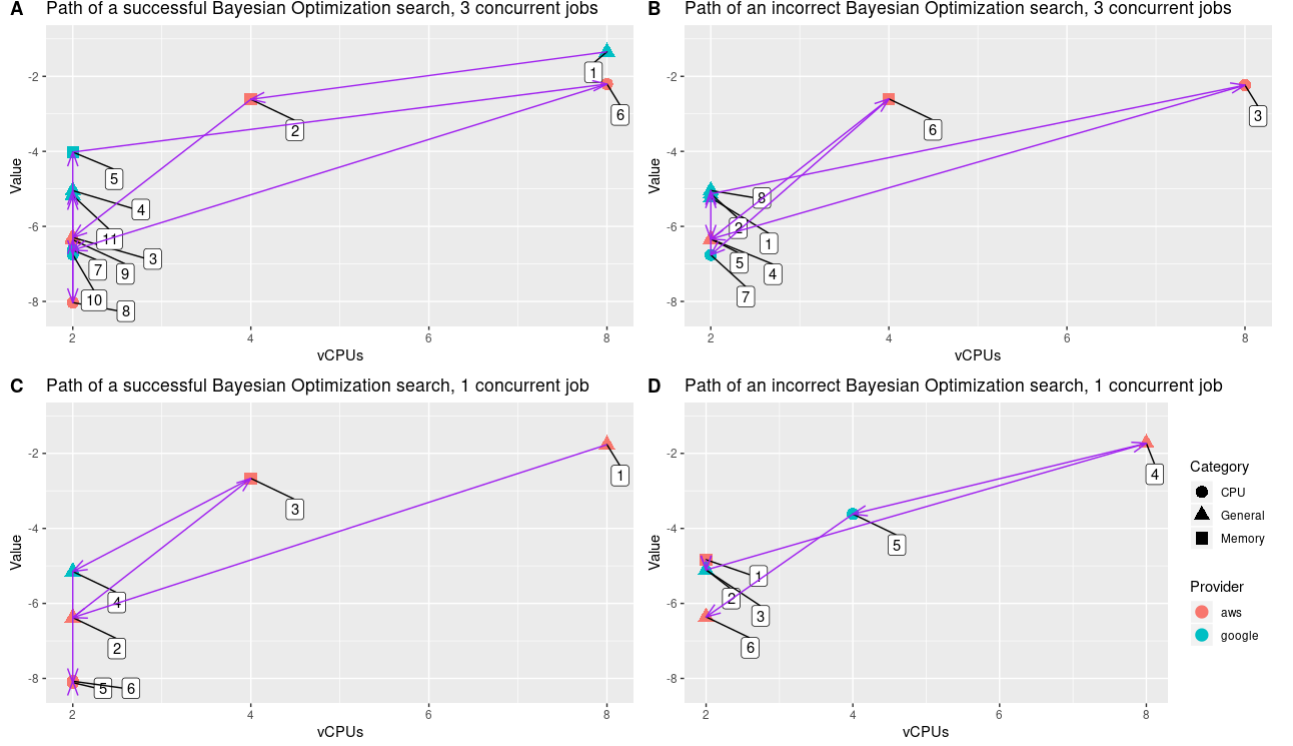 A Path of a successful Bayesian Optimization search, 3 concurrent jobs
Value
-2
-4
-6
-8
1
2
6
5
4
11
3
7
9
10
8
2 4 6 8
vCPUs
B Path of an incorrect Bayesian Optimization search, 3 concurrent jobs
Value
-2
-4
-6
-8
6
3
8
2
1
5
4
7
2 4 6 8
vCPUs
C Path of a successful Bayesian Optimization search, 1 concurrent job
Value
-2
-4
-6
-8
1
3
4
2
5
6
2 4 6 8
vCPUs
D Path of an incorrect Bayesian Optimization search, 1 concurrent job
Value
-2
-4
-6
-8
4
5
1
2
3
6
2 4 6 8
vCPUs
Category
CPU
General
Memory
Provider
aws
google